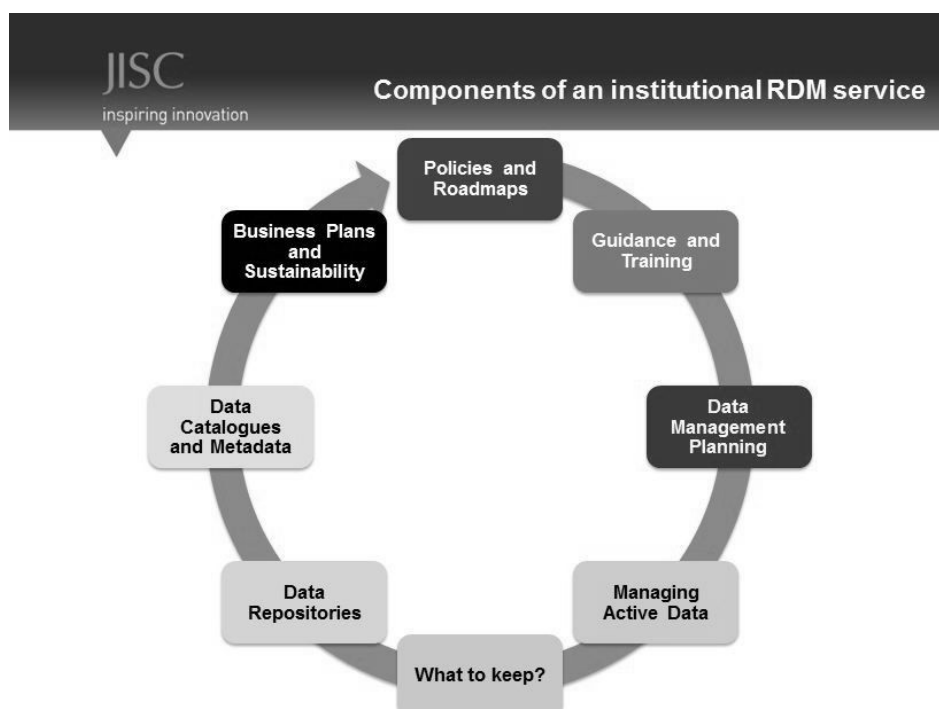 JISC
inspiring innovation
Components of an institutional RDM service
Policies and
Roadmaps
Guidance and
Training
Data
Management
Planning
Managing
Active Data
What to keep?
Data
Repositories
Data
Catalogues
and Metadata
Business Plans
and
Sustainability